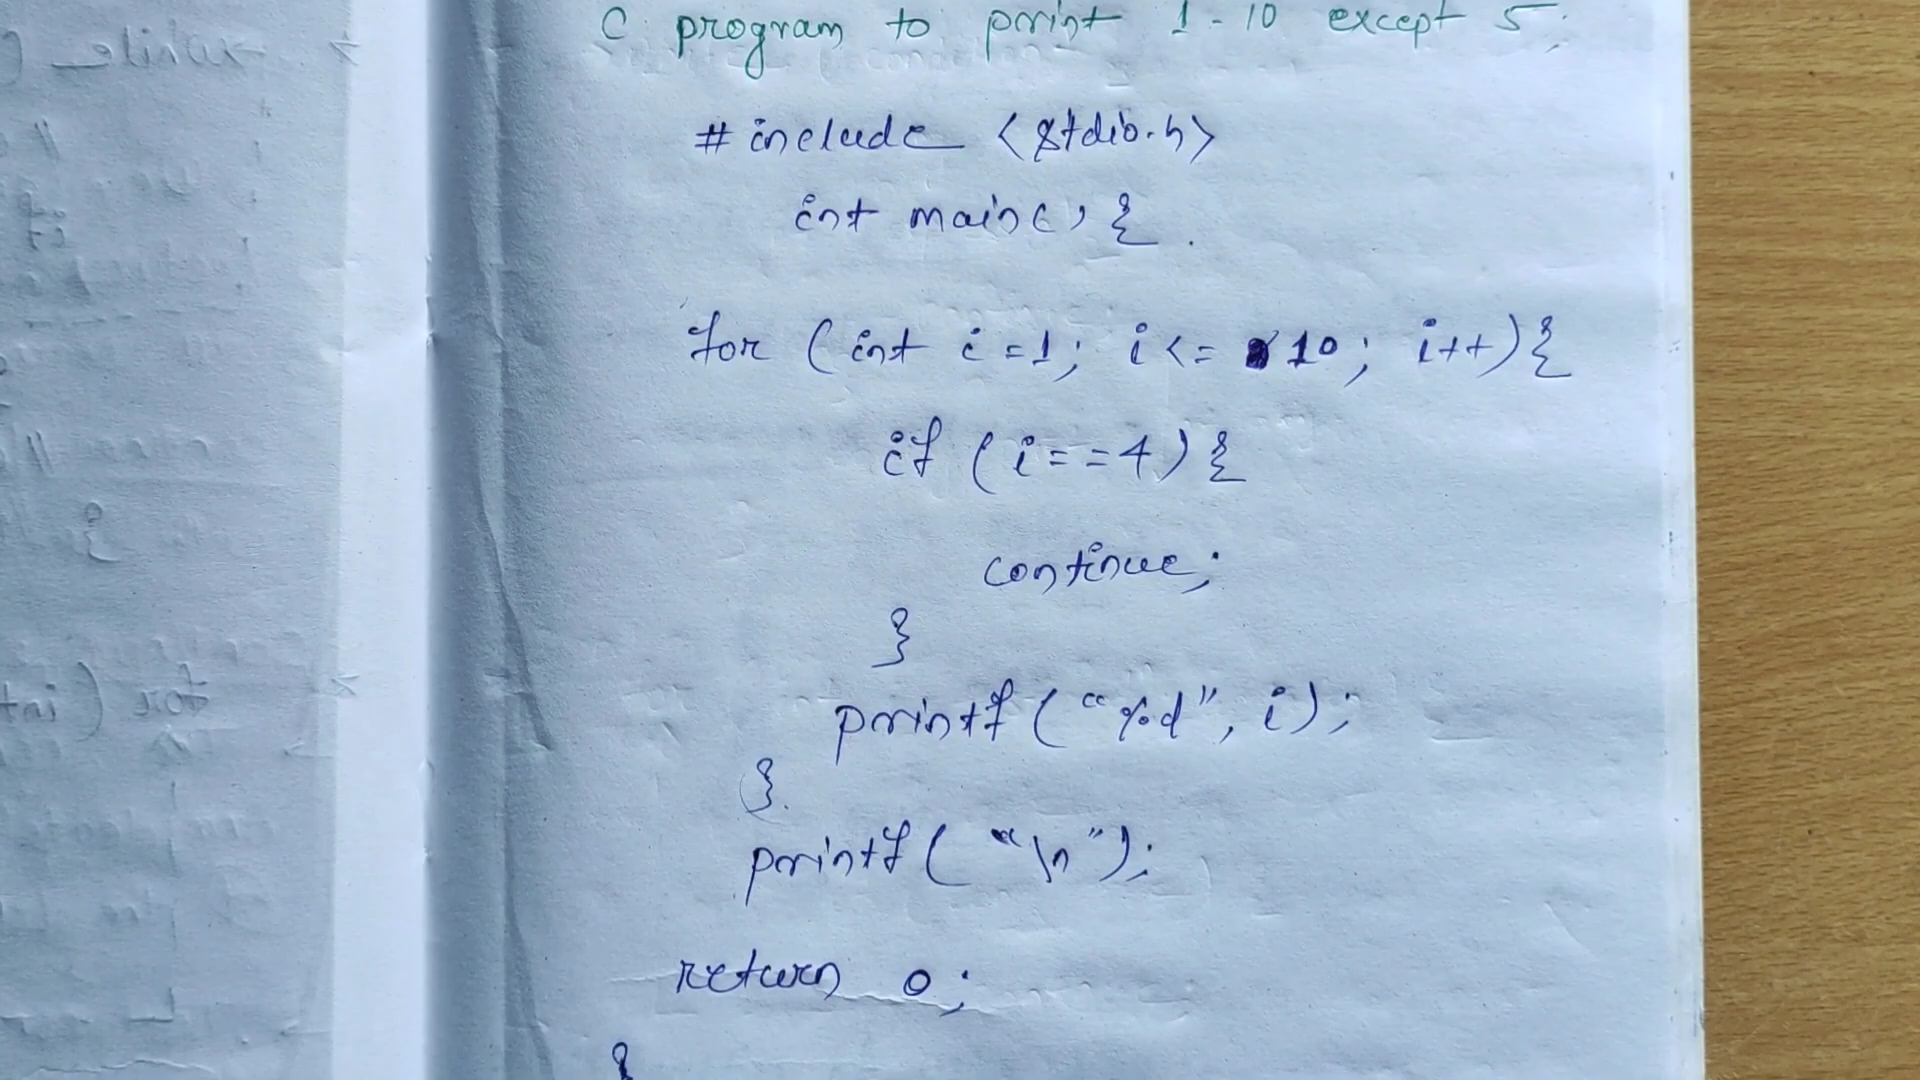 C program to print 1-10 except 5;
#include <stdio.h>
int main() {
for (int i=1; i<= 10; i++){
if (i==4){
continue;
}
printf("%d", i);
}
printf("\n");
return 0;
}